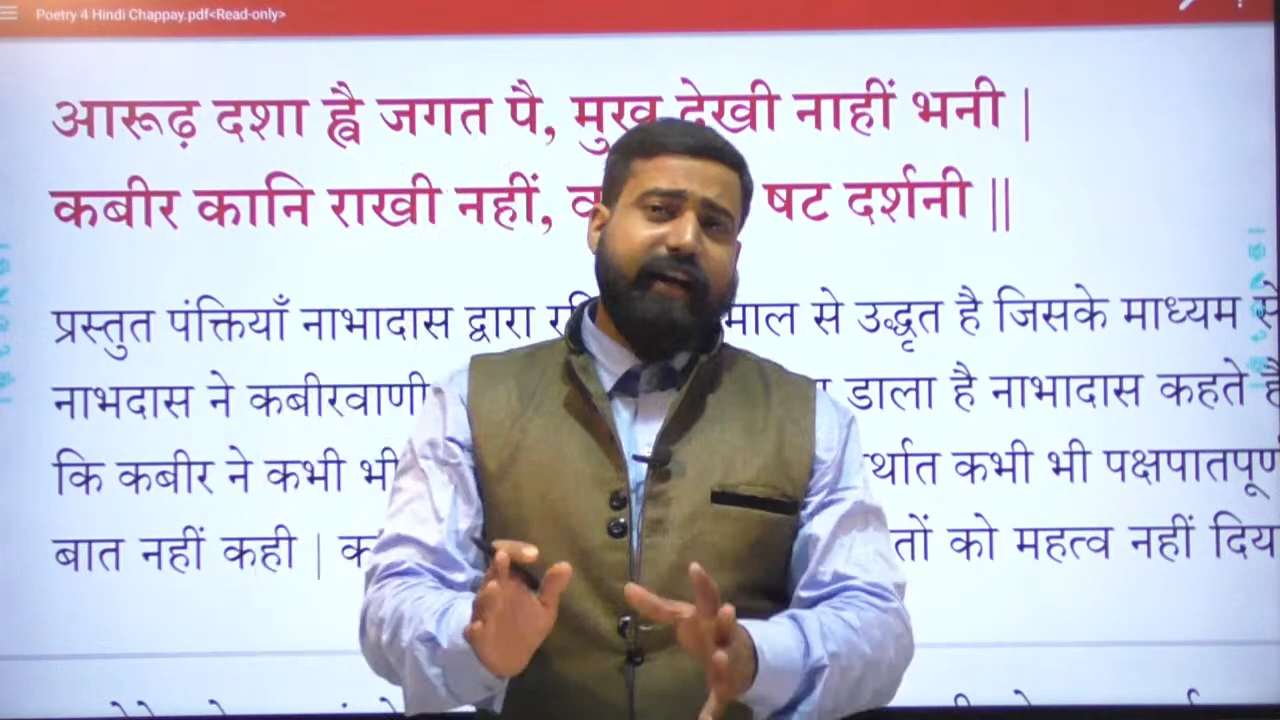 Poetry 4 Hindi Chappay.pdf<Read-only>
आरूढ़ दशा ह्वै जगत पै, मुख देखी नाहीं भनी |
कबीर कानि राखी नहीं, षट दर्शनी ||
प्रस्तुत पंक्तियाँ नाभादास द्वारा माल से उद्धृत है जिसके माध्यम से
नाभदास ने कबीरवाणी डाला है नाभादास कहते है
कि कबीर ने कभी भी र्थात कभी भी पक्षपातपूर्ण
बात नहीं कही | तों को महत्व नहीं दिय